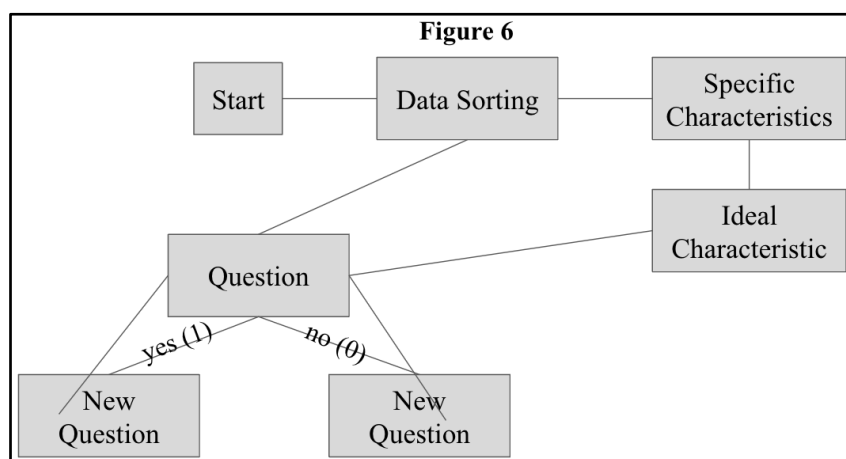 Figure 6
Start
Data Sorting
Specific
Characteristics
Ideal
Characteristic
Question
yes (1)
no (0)
New
Question
New
Question